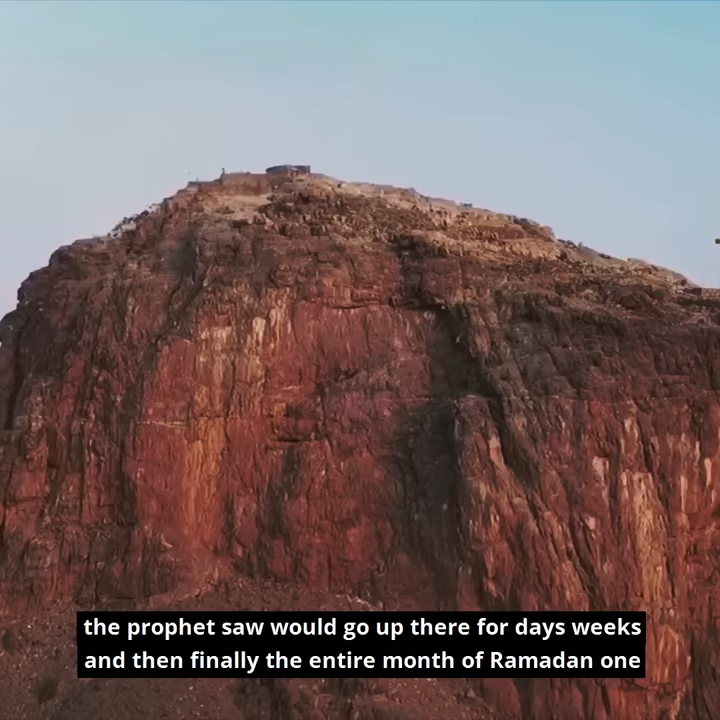 the prophet saw would go up there for days weeks
and then finally the entire month of Ramadan one